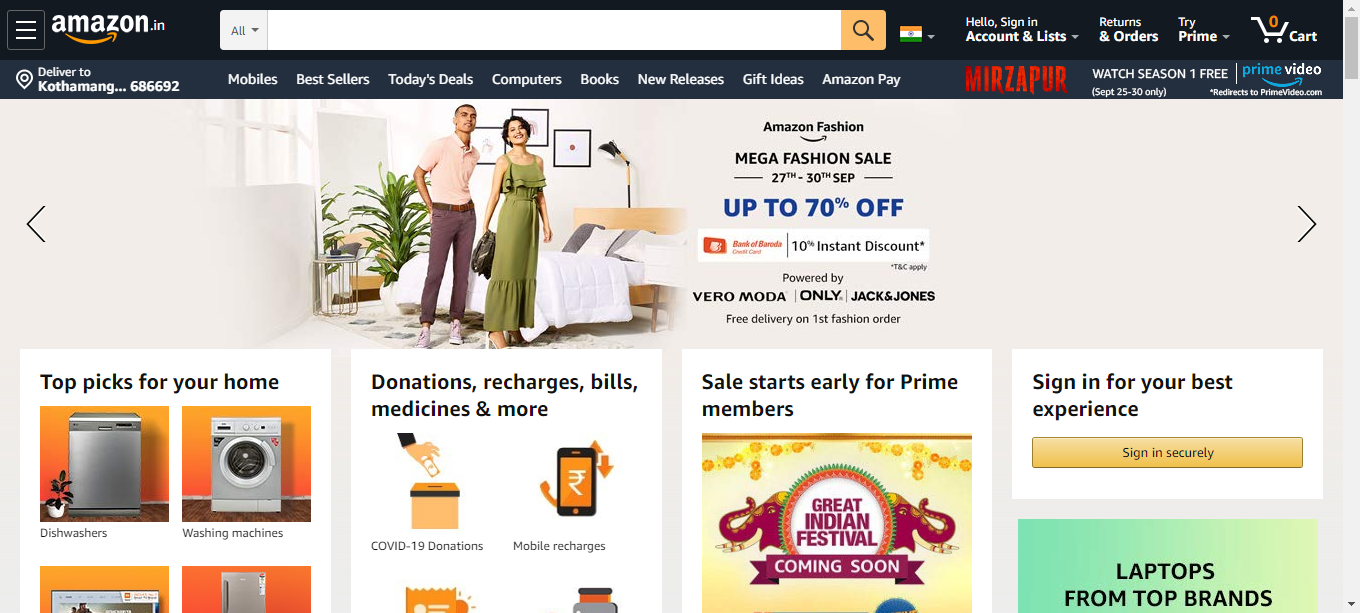 amazon.in
All
Hello, Sign in
Account & Lists
Returns
& Orders
Try
Prime
0
Cart
Deliver to
Kothamang... 686692
Mobiles
Best Sellers
Today's Deals
Computers
Books
New Releases
Gift Ideas
Amazon Pay
MIRZAPUR
WATCH SEASON 1 FREE
(Sept 25-30 only)
prime video
*Redirects to PrimeVideo.com
Amazon Fashion
MEGA FASHION SALE
27TH - 30TH SEP
UP TO 70% OFF
Bank of Baroda
Credit Card
10% Instant Discount*
*T&C apply
Powered by
VERO MODA | ONLY | JACK & JONES
Free delivery on 1st fashion order
Top picks for your home
Dishwashers
Washing machines
Donations, recharges, bills,
medicines & more
COVID-19 Donations
Mobile recharges
₹
Sale starts early for Prime
members
GREAT
INDIAN
FESTIVAL
COMING SOON
Sign in for your best
experience
Sign in securely
LAPTOPS
FROM TOP BRANDS